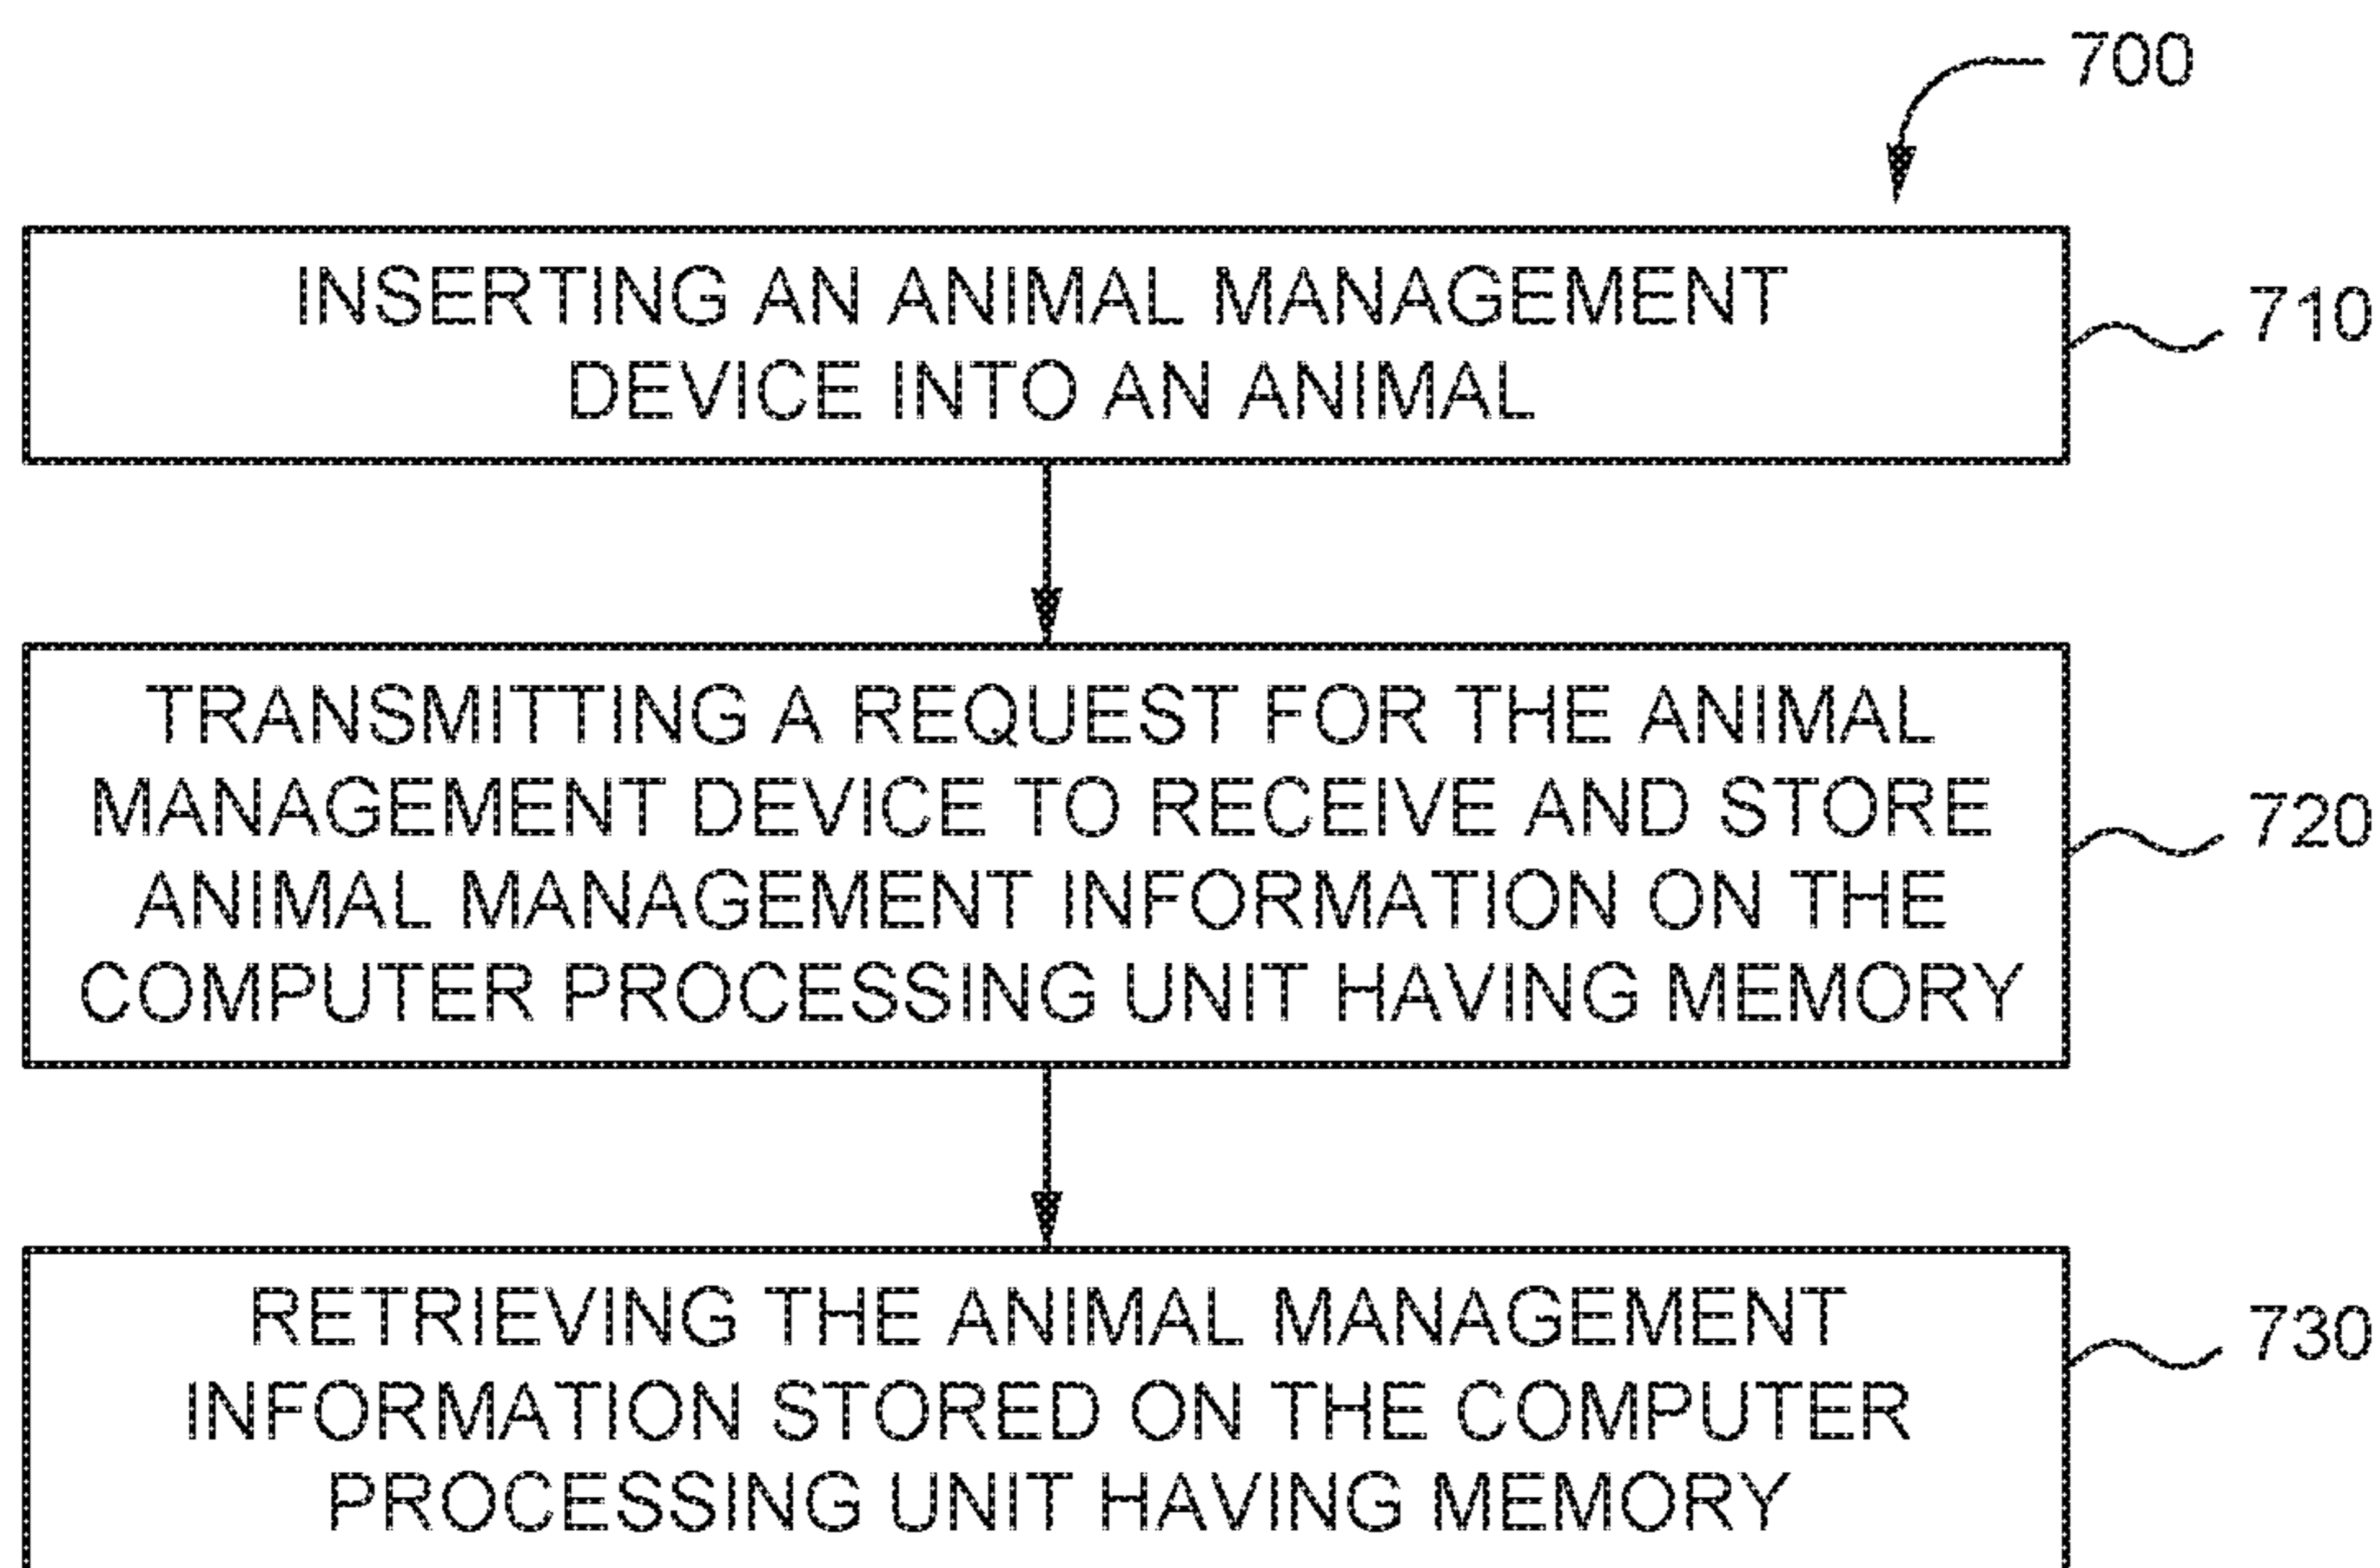 700
INSERTING AN ANIMAL MANAGEMENT
DEVICE INTO AN ANIMAL
710
TRANSMITTING A REQUEST FOR THE ANIMAL
MANAGEMENT DEVICE TO RECEIVE AND STORE
ANIMAL MANAGEMENT INFORMATION ON THE
COMPUTER PROCESSING UNIT HAVING MEMORY
720
RETRIEVING THE ANIMAL MANAGEMENT
INFORMATION STORED ON THE COMPUTER
PROCESSING UNIT HAVING MEMORY
730